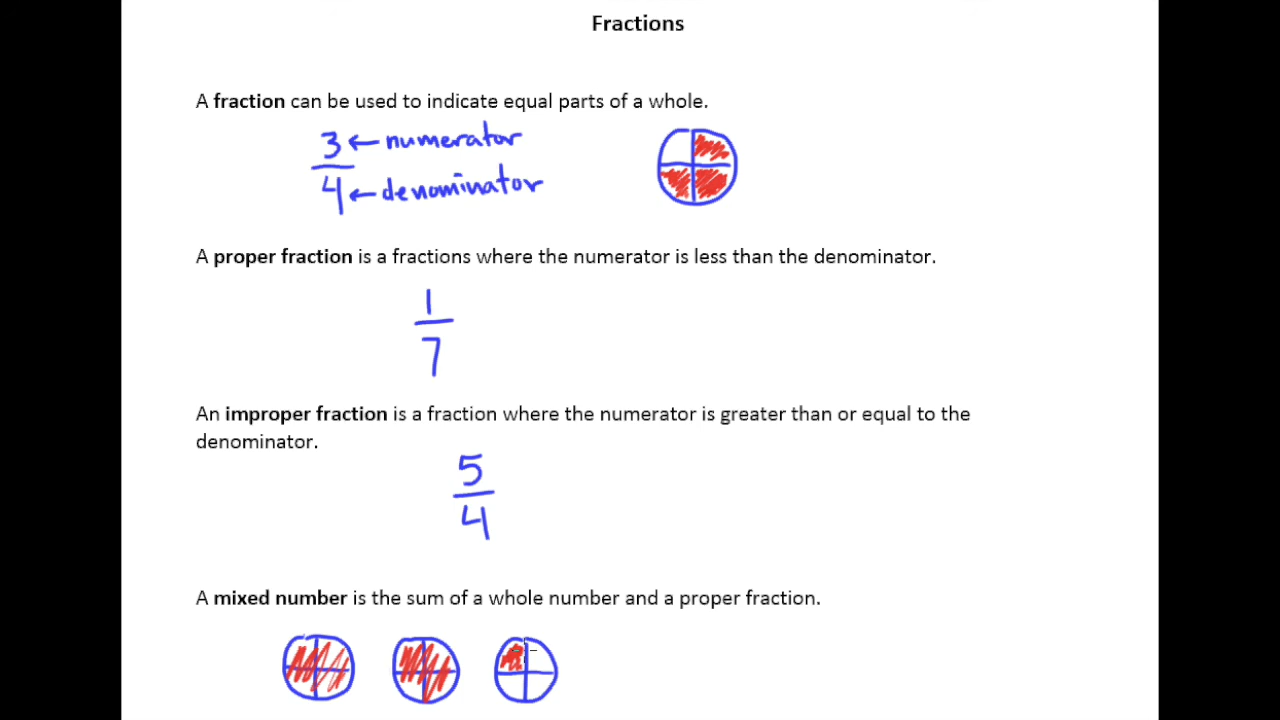 Fractions
A fraction can be used to indicate equal parts of a whole.
3 ← numerator
4 ← denominator
A proper fraction is a fractions where the numerator is less than the denominator.
1
7
An improper fraction is a fraction where the numerator is greater than or equal to the
denominator.
5
4
A mixed number is the sum of a whole number and a proper fraction.